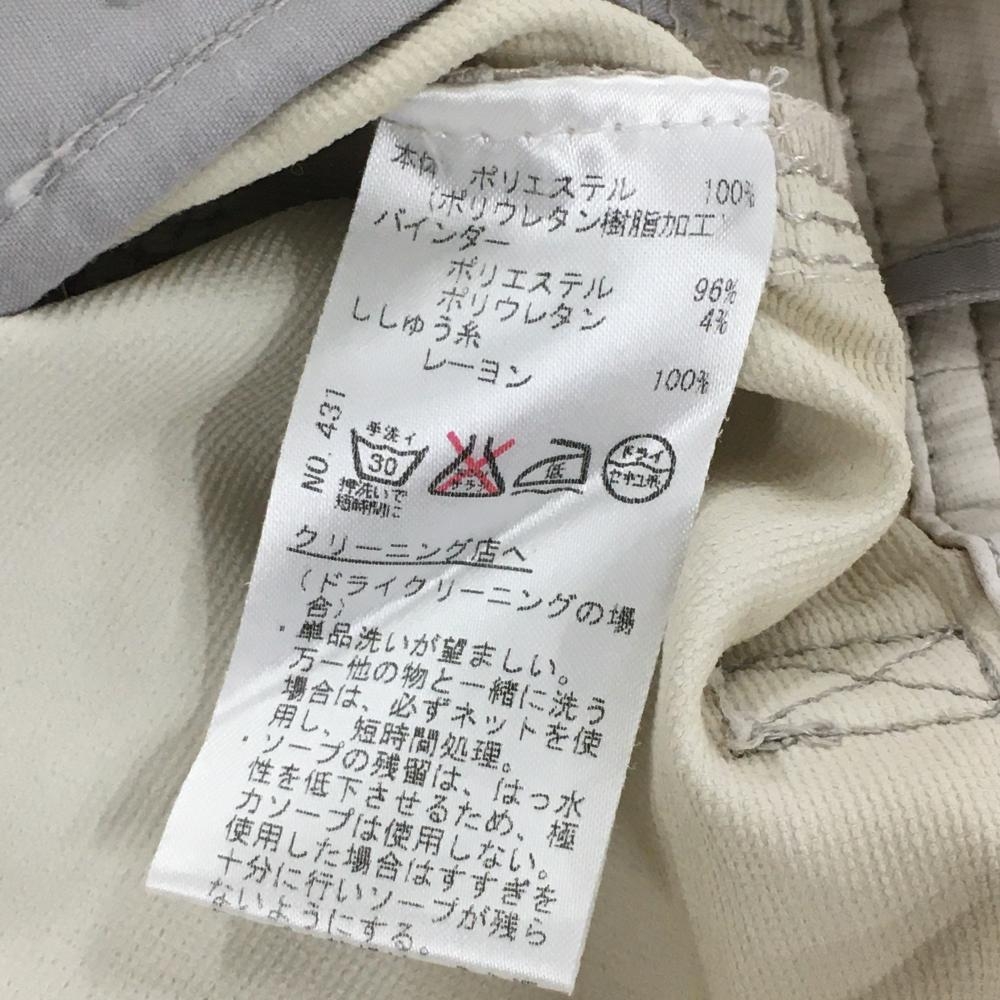 本体 ポリエステル 100%
(ポリウレタン樹脂加工)
バインダー
ポリエステル 96%
ポリウレタン 4%
ししゅう糸
レーヨン 100%
NO. 431
手洗イ
30
押洗いで
短時間に
低
ドライ
セキユ系
クリーニング店へ
(ドライクリーニングの場
合)
・単品洗いが望ましい。
万一他の物と一緒に洗う
場合は、必ずネットを使
用し、短時間処理。
・ソープの残留は、はっ水
性を低下させるため、極
力ソープは使用しない。
使用した場合はすすぎを
十分に行いソープが残ら
ないようにする。